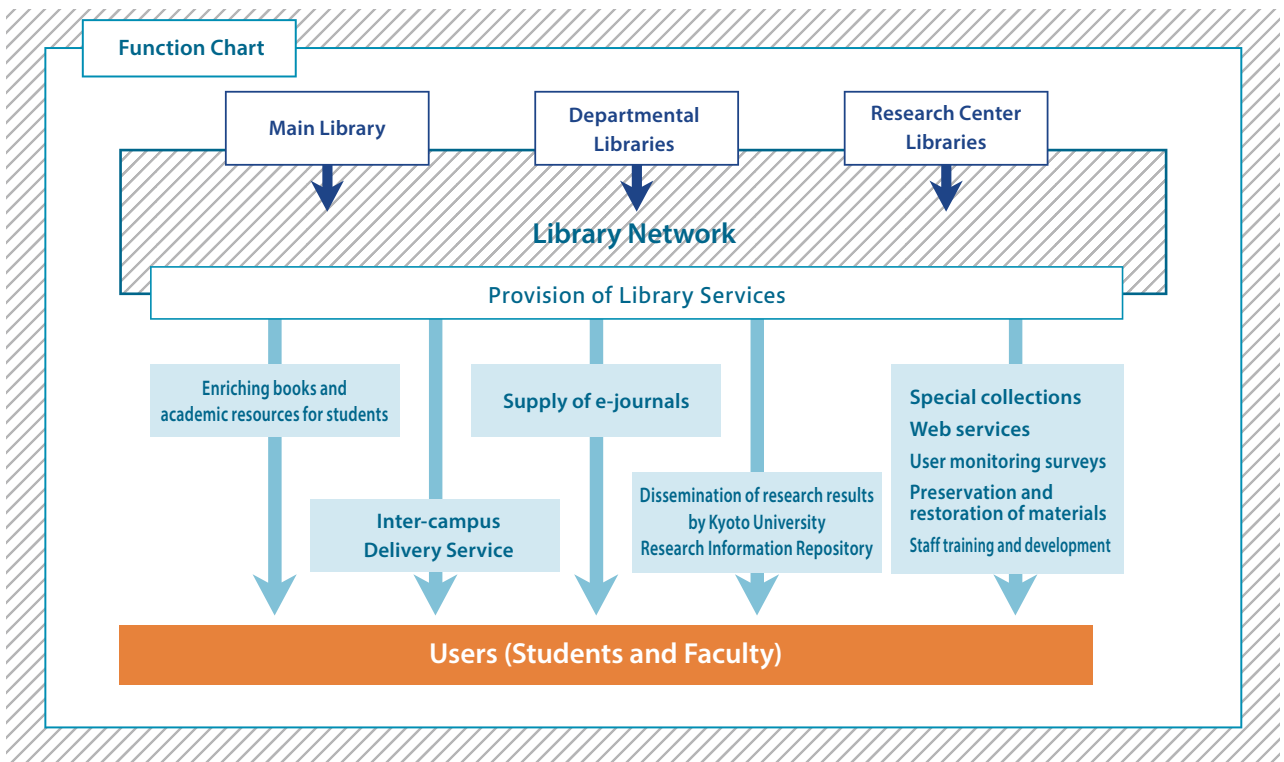 Function Chart
Main Library
Departmental
Libraries
Research Center
Libraries
Library Network
Provision of Library Services
Enriching books and
academic resources for students
Inter-campus
Delivery Service
Supply of e-journals
Dissemination of research results
by Kyoto University
Research Information Repository
Special collections
Web services
User monitoring surveys
Preservation and
restoration of materials
Staff training and development
Users (Students and Faculty)